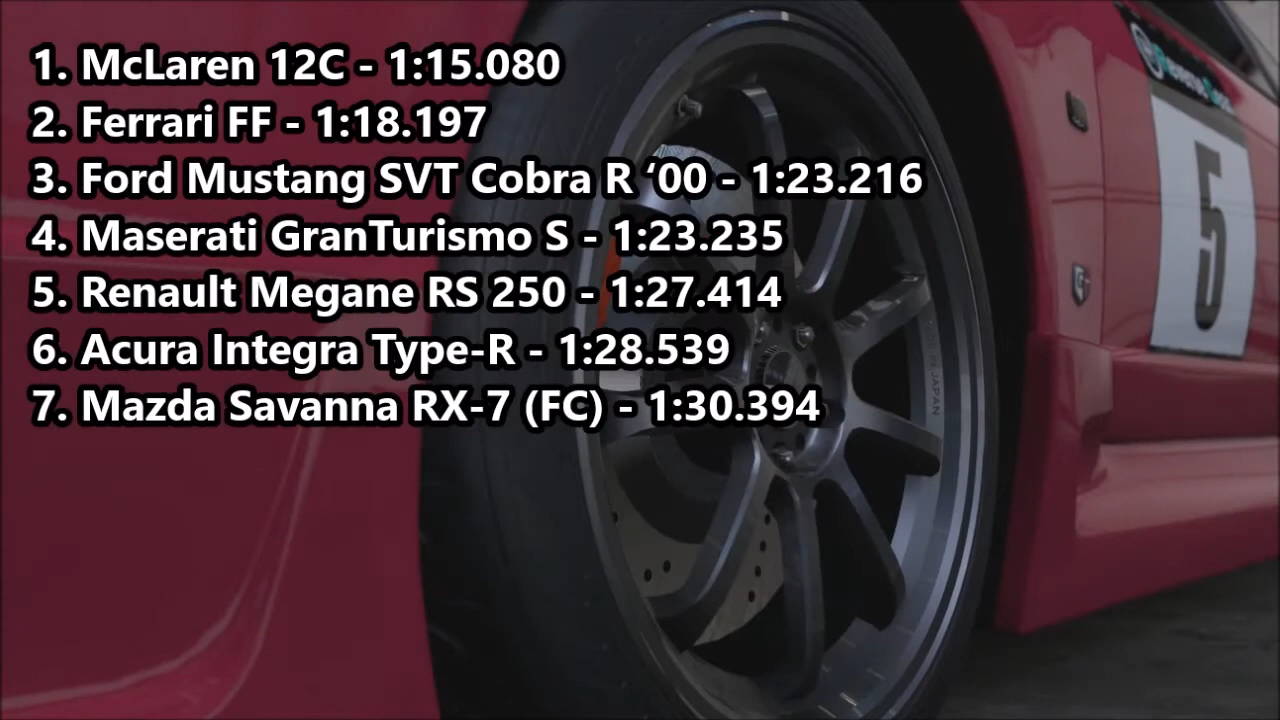 1. McLaren 12C - 1:15.080
2. Ferrari FF - 1:18.197
3. Ford Mustang SVT Cobra R ‘00 - 1:23.216
4. Maserati GranTurismo S - 1:23.235
5. Renault Megane RS 250 - 1:27.414
6. Acura Integra Type-R - 1:28.539
7. Mazda Savanna RX-7 (FC) - 1:30.394
5
JAPAN